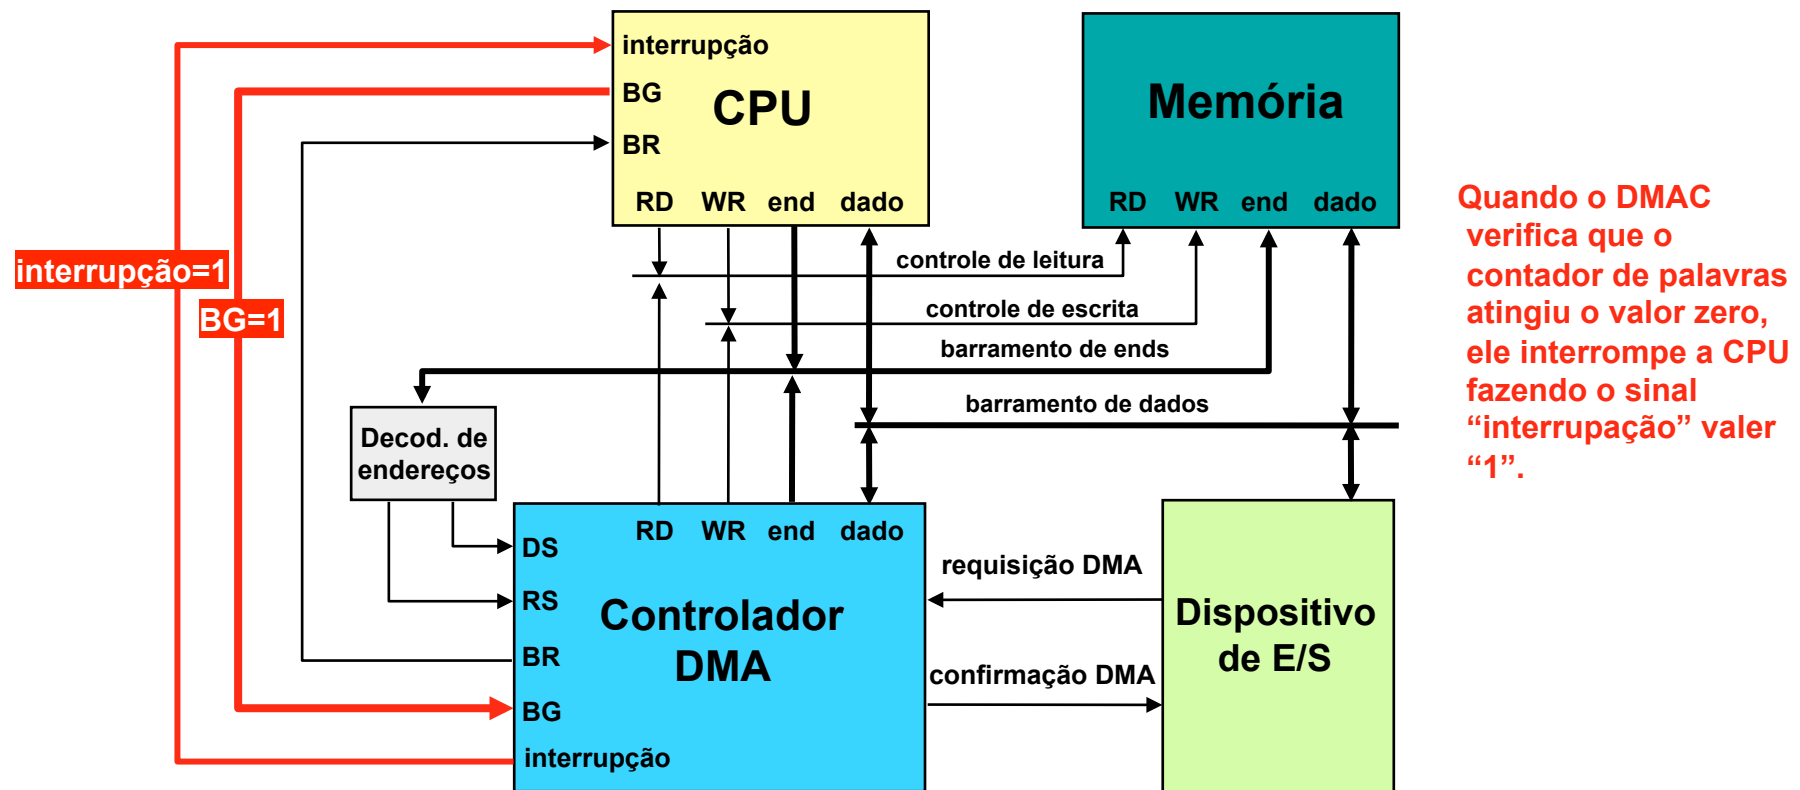 interrupção
BG
CPU
BR
RD WR end dado
Memória
RD WR end dado
Quando o DMAC
verifica que o
contador de palavras
atingiu o valor zero,
ele interrompe a CPU
fazendo o sinal
“interrupação” valer
“1”.
interrupção=1
BG=1
controle de leitura
controle de escrita
barramento de ends
barramento de dados
Decod. de
endereços
RD WR end dado
DS
RS
Controlador
DMA
BR
BG
interrupção
requisição DMA
confirmação DMA
Dispositivo
de E/S